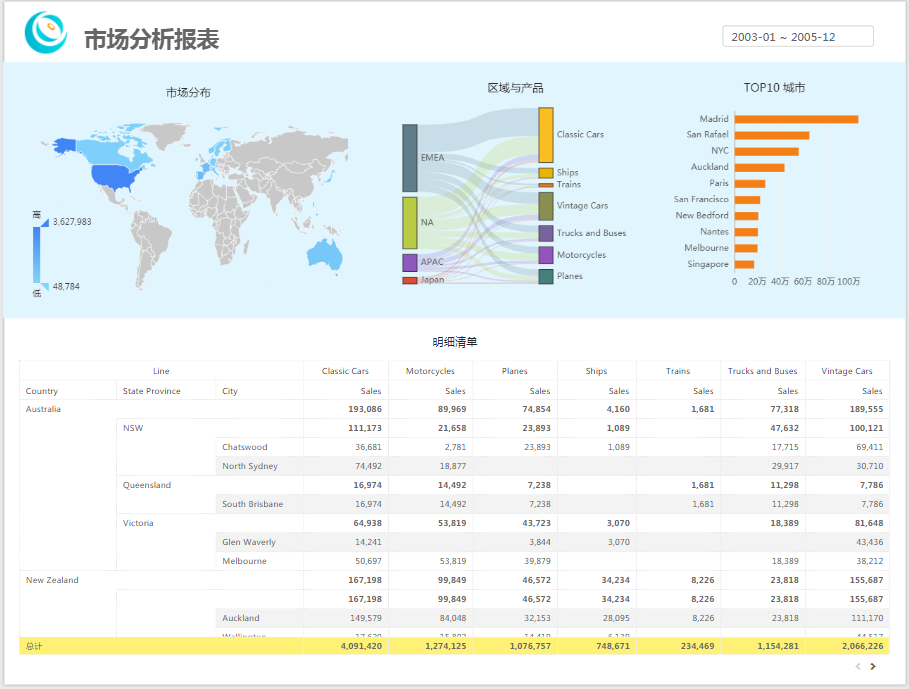 市场分析报表
2003-01 ~ 2005-12
市场分布
区域与产品
TOP10 城市
高
3,627,983
48,784
低
EMEA
NA
APAC
Japan
Classic Cars
Ships
Trains
Vintage Cars
Trucks and Buses
Motorcycles
Planes
Madrid
San Rafael
NYC
Auckland
Paris
San Francisco
New Bedford
Nantes
Melbourne
Singapore
0 20万 40万 60万 80万 100万
明细清单
Line Classic Cars Motorcycles Planes Ships Trains Trucks and Buses Vintage Cars
Country State Province City Sales Sales Sales Sales Sales Sales Sales
Australia 193,086 89,969 74,854 4,160 1,681 77,318 189,555
NSW 111,173 21,658 23,893 1,089 47,632 100,121
Chatswood 36,681 2,781 23,893 1,089 17,715 69,411
North Sydney 74,492 18,877 29,917 30,710
Queensland 16,974 14,492 7,238 1,681 11,298 7,786
South Brisbane 16,974 14,492 7,238 1,681 11,298 7,786
Victoria 64,938 53,819 43,723 3,070 18,389 81,648
Glen Waverly 14,241 3,844 3,070 43,436
Melbourne 50,697 53,819 39,879 18,389 38,212
New Zealand 167,198 99,849 46,572 34,234 8,226 23,818 155,687
167,198 99,849 46,572 34,234 8,226 23,818 155,687
Auckland 149,579 84,048 32,153 28,095 8,226 23,818 111,170
Wellington
总计 4,091,420 1,274,125 1,076,757 748,671 234,469 1,154,281 2,066,226